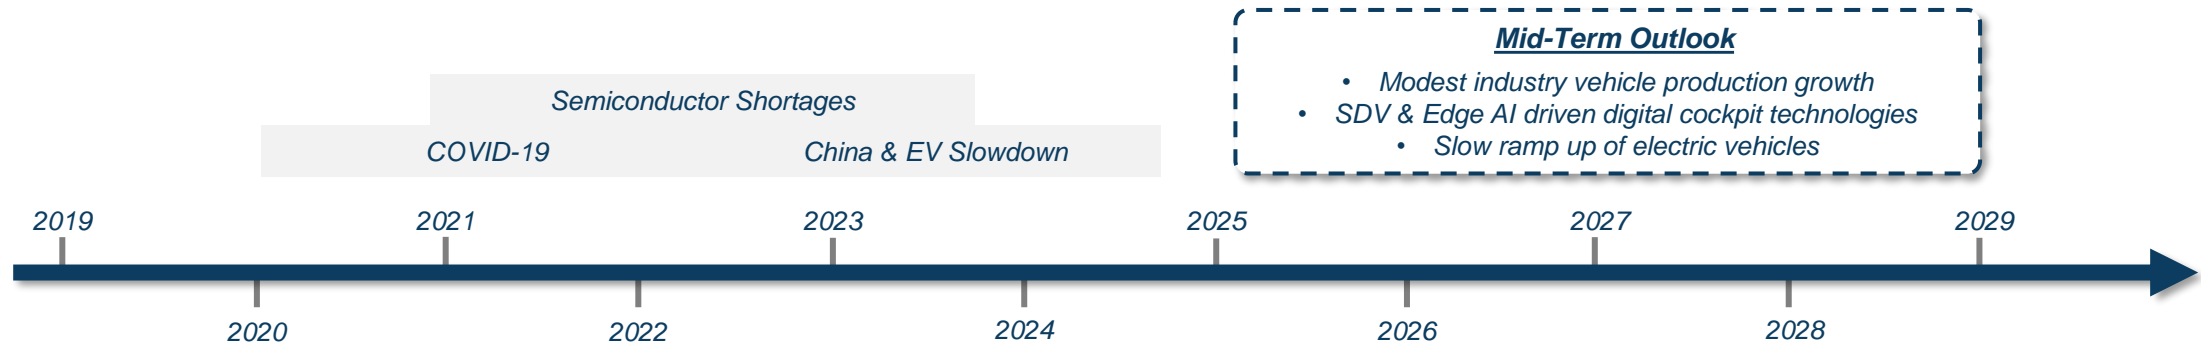 Mid-Term Outlook
• Modest industry vehicle production growth
• SDV & Edge AI driven digital cockpit technologies
• Slow ramp up of electric vehicles
Semiconductor Shortages
COVID-19
China & EV Slowdown
2019
2021
2023
2025
2027
2029
2020
2022
2024
2026
2028